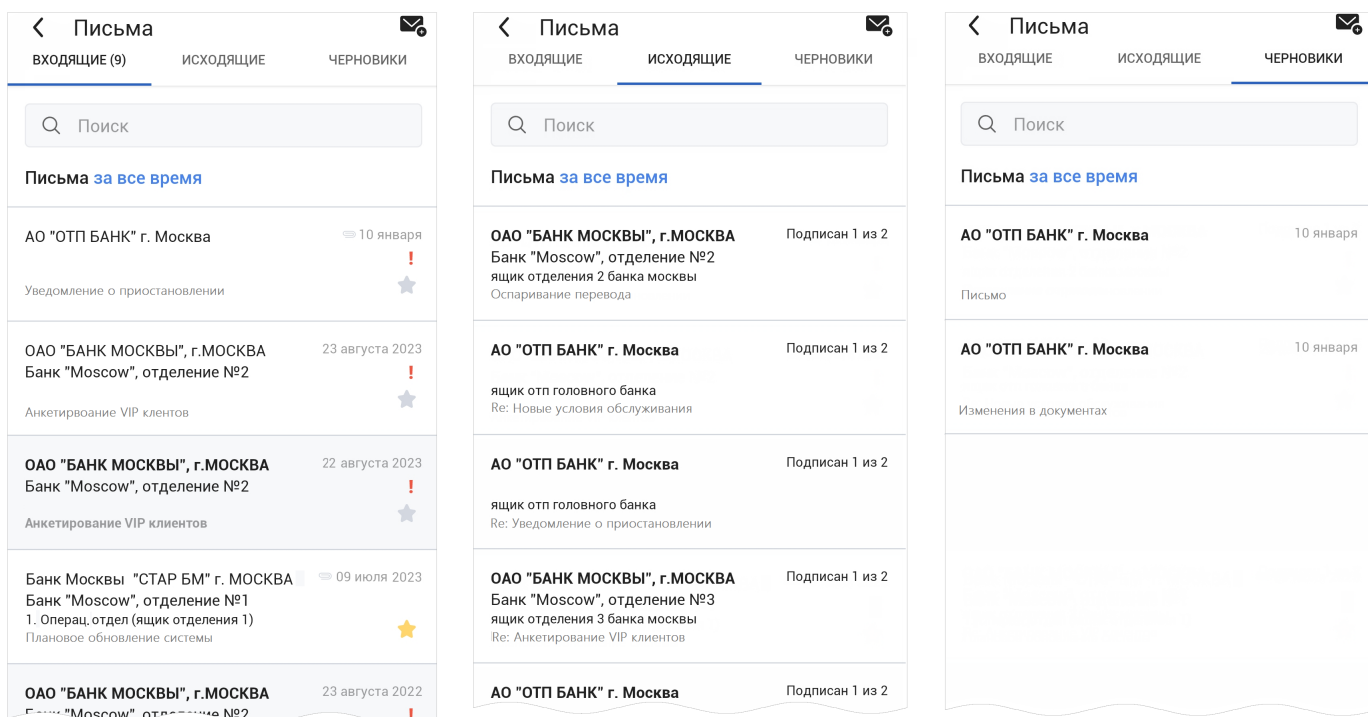 Письма
ВХОДЯЩИЕ (9) ИСХОДЯЩИЕ ЧЕРНОВИКИ
Поиск
Письма за все время
АО "ОТП БАНК" г. Москва 10 января
!
Уведомление о приостановлении
ОАО "БАНК МОСКВЫ", г.МОСКВА 23 августа 2023
Банк "Moscow", отделение №2 !
Анкетирвоание VIP клентов
ОАО "БАНК МОСКВЫ", г.МОСКВА 22 августа 2023
Банк "Moscow", отделение №2 !
Анкетирование VIP клиентов
Банк Москвы "СТАР БМ" г. МОСКВА 09 июля 2023
Банк "Moscow", отделение №1
1. Операц.отдел (ящик отделения 1)
Плановое обновление системы
ОАО "БАНК МОСКВЫ", г.МОСКВА 23 августа 2022
Банк "Moscow", отделение №2 !
Письма
ВХОДЯЩИЕ ИСХОДЯЩИЕ ЧЕРНОВИКИ
Поиск
Письма за все время
ОАО "БАНК МОСКВЫ", г.МОСКВА Подписан 1 из 2
Банк "Moscow", отделение №2
ящик отделения 2 банка москвы
Оспаривание перевода
АО "ОТП БАНК" г. Москва Подписан 1 из 2
ящик отп головного банка
Re: Новые условия обслуживания
АО "ОТП БАНК" г. Москва Подписан 1 из 2
ящик отп головного банка
Re: Уведомление о приостановлении
ОАО "БАНК МОСКВЫ", г.МОСКВА Подписан 1 из 2
Банк "Moscow", отделение №3
ящик отделения 3 банка москвы
Re: Анкетирование VIP клиентов
АО "ОТП БАНК" г. Москва Подписан 1 из 2
Письма
ВХОДЯЩИЕ ИСХОДЯЩИЕ ЧЕРНОВИКИ
Поиск
Письма за все время
АО "ОТП БАНК" г. Москва 10 января
Письмо
АО "ОТП БАНК" г. Москва 10 января
Изменения в документах